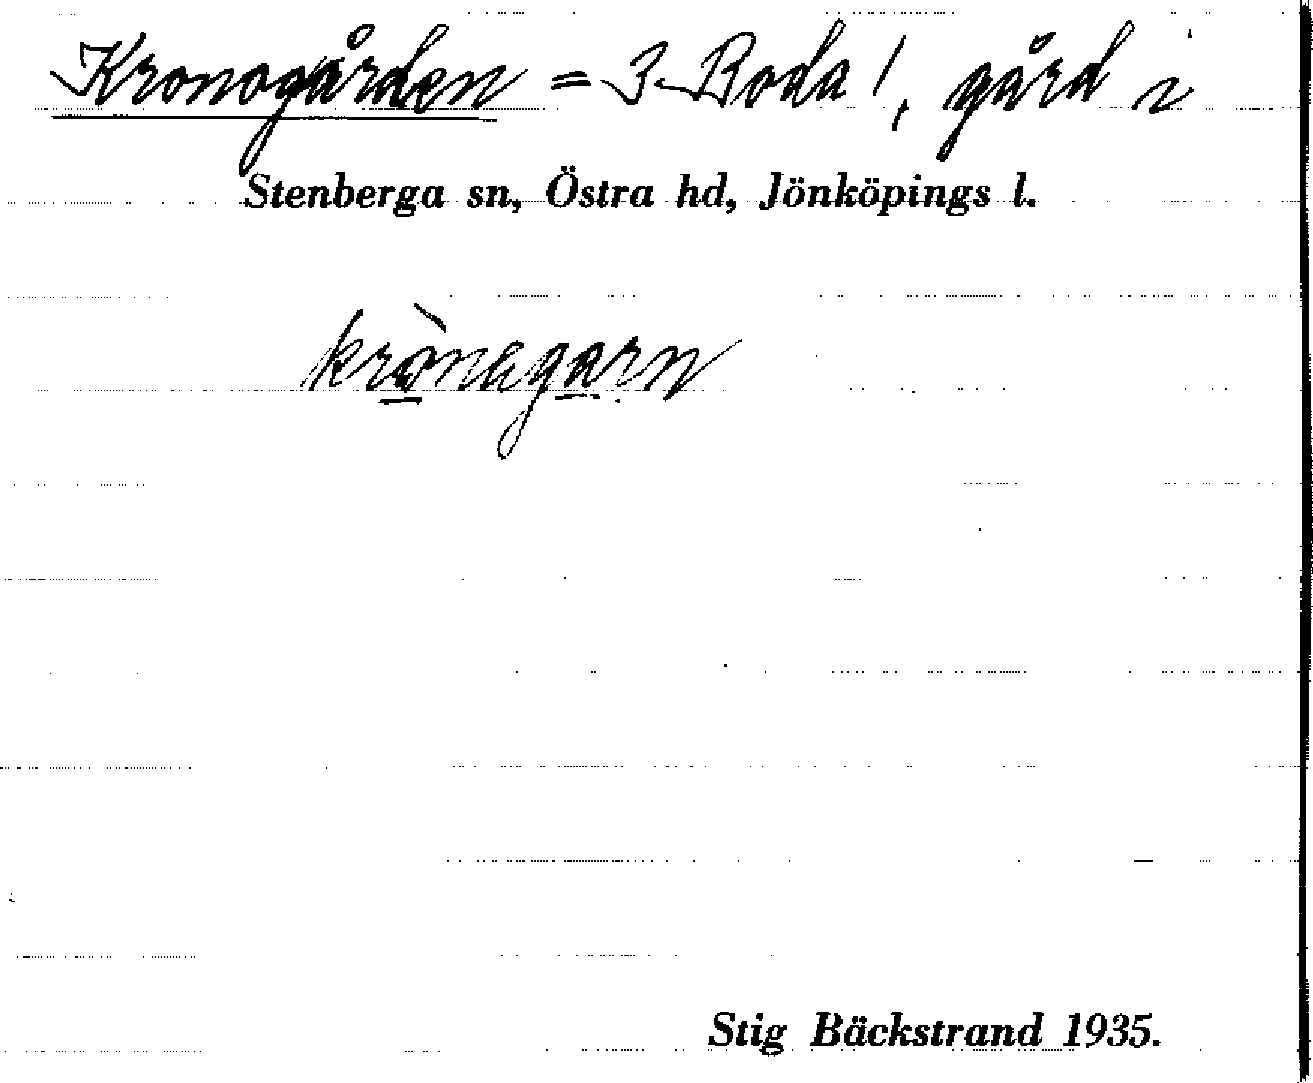 Kronogården = 3 Boda 1, gård i
Stenberga sn, Östra hd, Jönköpings l.
krònagarn
Stig Bäckstrand 1935.